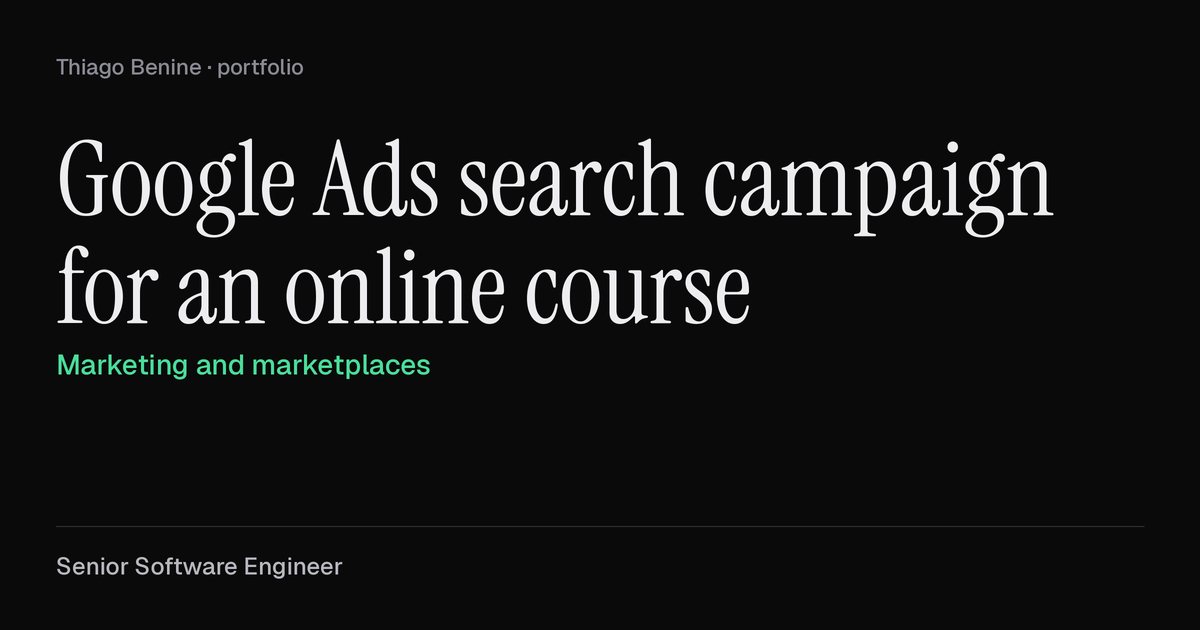 Thiago Benine · portfolio
Google Ads search campaign
for an online course
Marketing and marketplaces
Senior Software Engineer